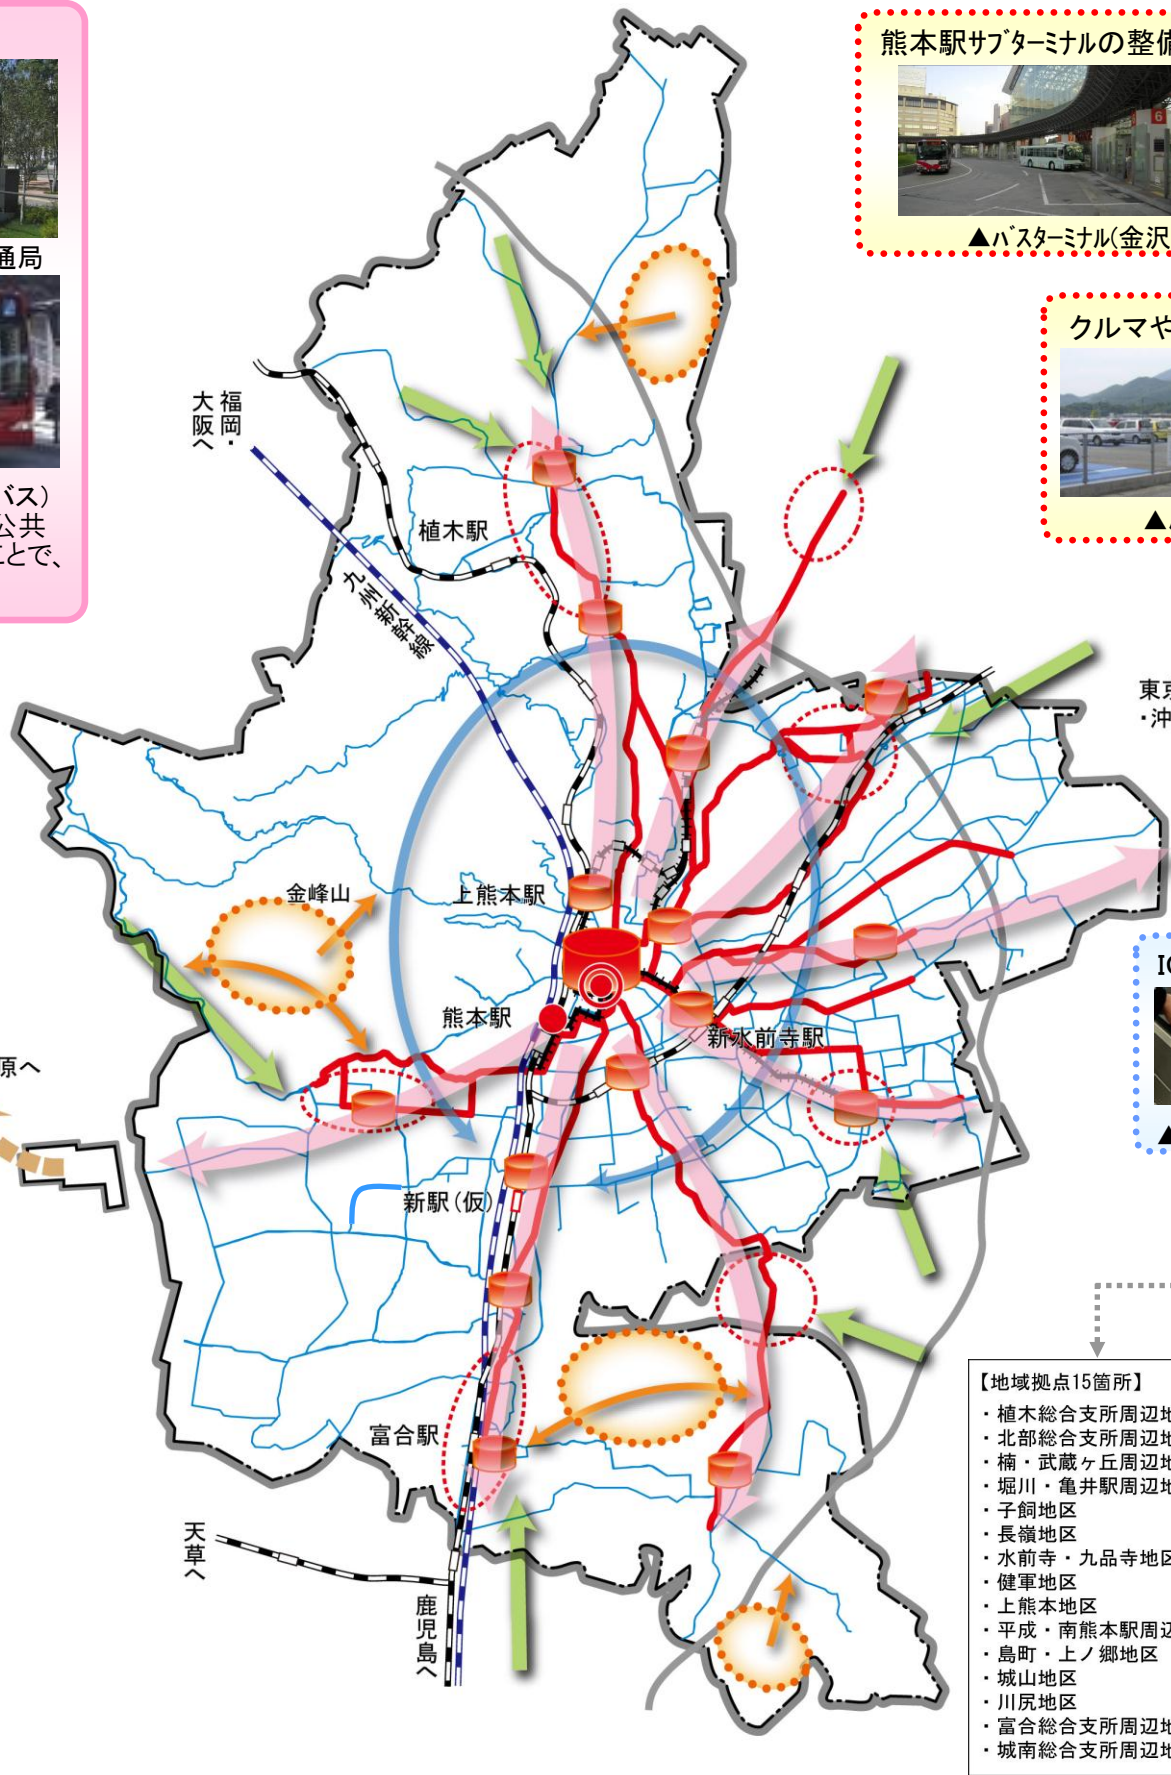 通局
バス)
公共
ことで、
熊本駅サブターミナルの整備
6
▲バスターミナル(金沢
クルマや
▲
福岡・
大阪へ
植木駅
九州新幹線
東京
・沖
金峰山
上熊本駅
熊本駅
新水前寺駅
原へ
IC
▲
新駅(仮)
富合駅
天草へ
鹿児島へ
【地域拠点15箇所】
・植木総合支所周辺地
・北部総合支所周辺地
・楠・武蔵ヶ丘周辺地
・堀川・亀井駅周辺地
・子飼地区
・長嶺地区
・水前寺・九品寺地区
・健軍地区
・上熊本地区
・平成・南熊本駅周辺
・島町・上ノ郷地区
・城山地区
・川尻地区
・富合総合支所周辺地
・城南総合支所周辺地